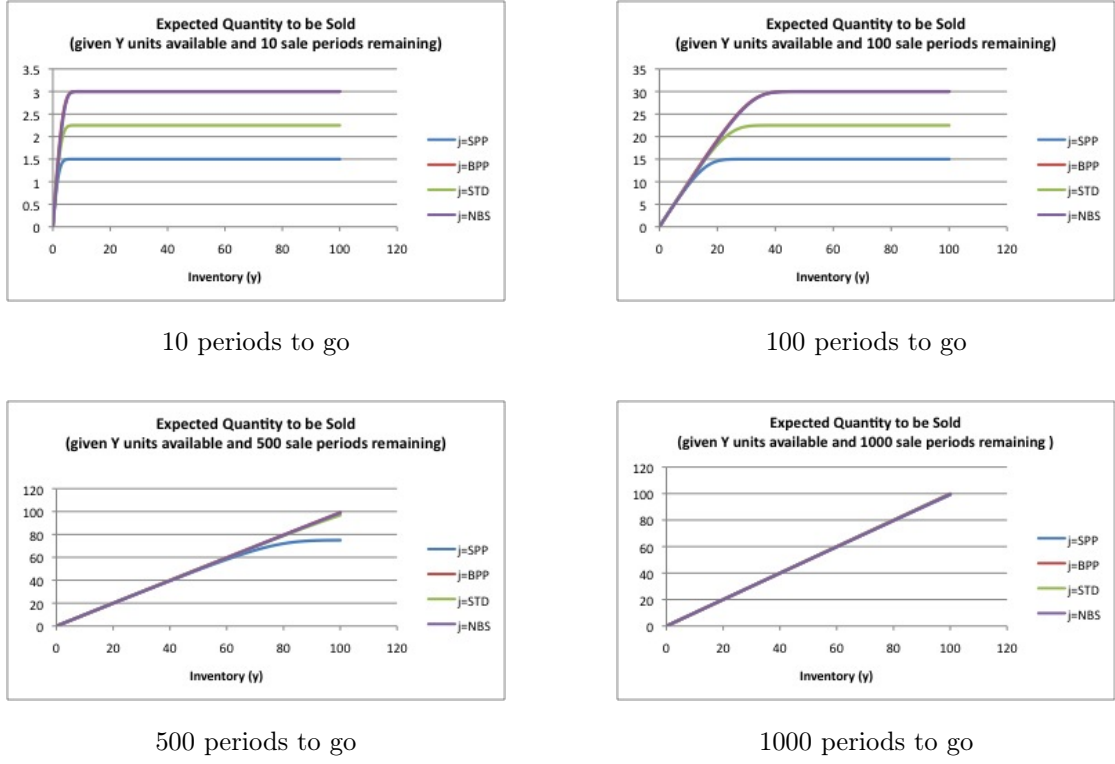 Expected Quantity to be Sold
(given Y units available and 10 sale periods remaining)
3.5
3
2.5
2
1.5
1
0.5
0
0 20 40 60 80 100 120
Inventory (y)
j=SPP
j=BPP
j=STD
j=NBS
10 periods to go
Expected Quantity to be Sold
(given Y units available and 100 sale periods remaining)
35
30
25
20
15
10
5
0
0 20 40 60 80 100 120
Inventory (y)
j=SPP
j=BPP
j=STD
j=NBS
100 periods to go
Expected Quantity to be Sold
(given Y units available and 500 sale periods remaining)
120
100
80
60
40
20
0
0 20 40 60 80 100 120
Inventory (y)
j=SPP
j=BPP
j=STD
j=NBS
500 periods to go
Expected Quantity to be Sold
(given Y units available and 1000 sale periods remaining )
120
100
80
60
40
20
0
0 20 40 60 80 100 120
Inventory (y)
j=SPP
j=BPP
j=STD
j=NBS
1000 periods to go